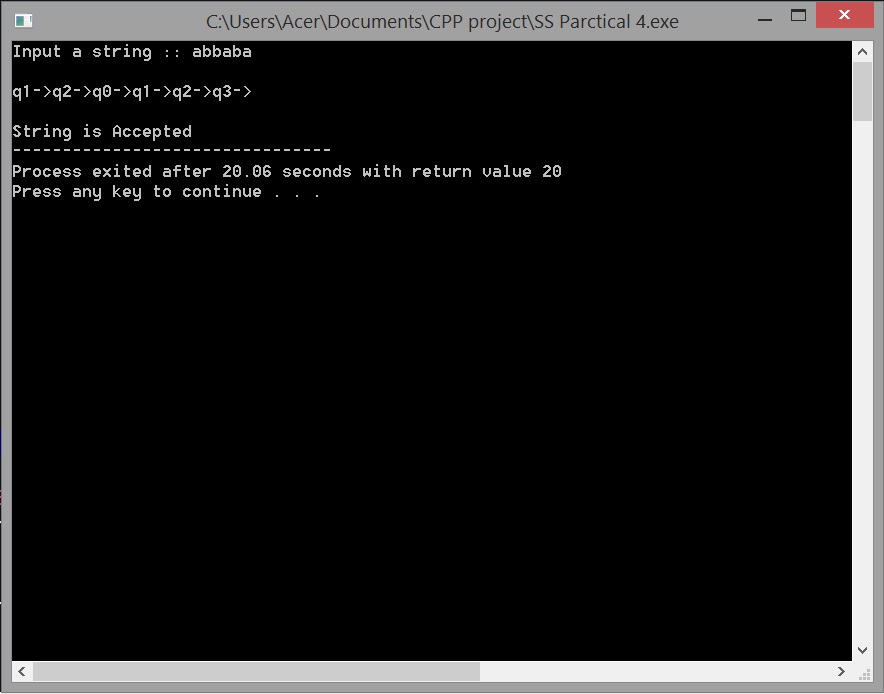 C:\Users\Acer\Documents\CPP project\SS Parctical 4.exe
Input a string :: abbaba
q1->q2->q0->q1->q2->q3->
String is Accepted
--------------------------------
Process exited after 20.06 seconds with return value 20
Press any key to continue . . .